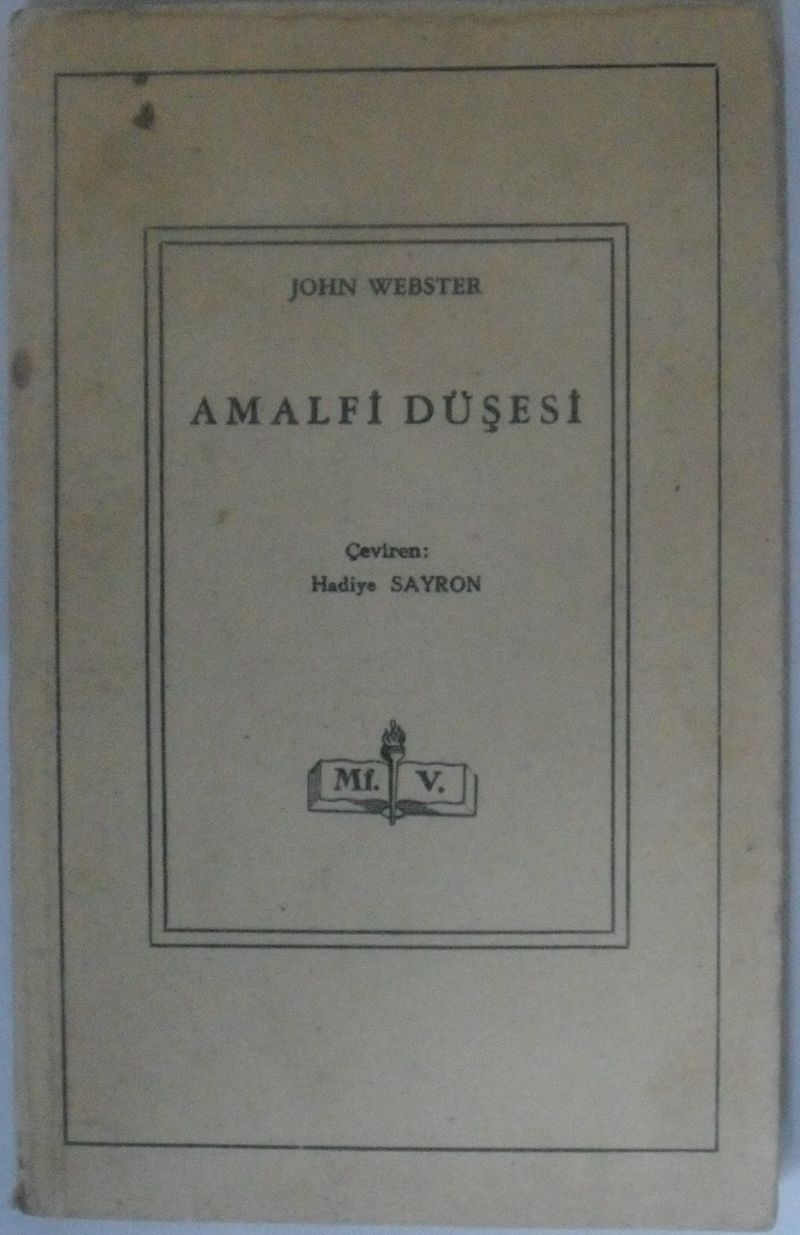 JOHN WEBSTER
AMALFİ DÜŞESİ
Çeviren:
Hadiye SAYRON
Mf. V.